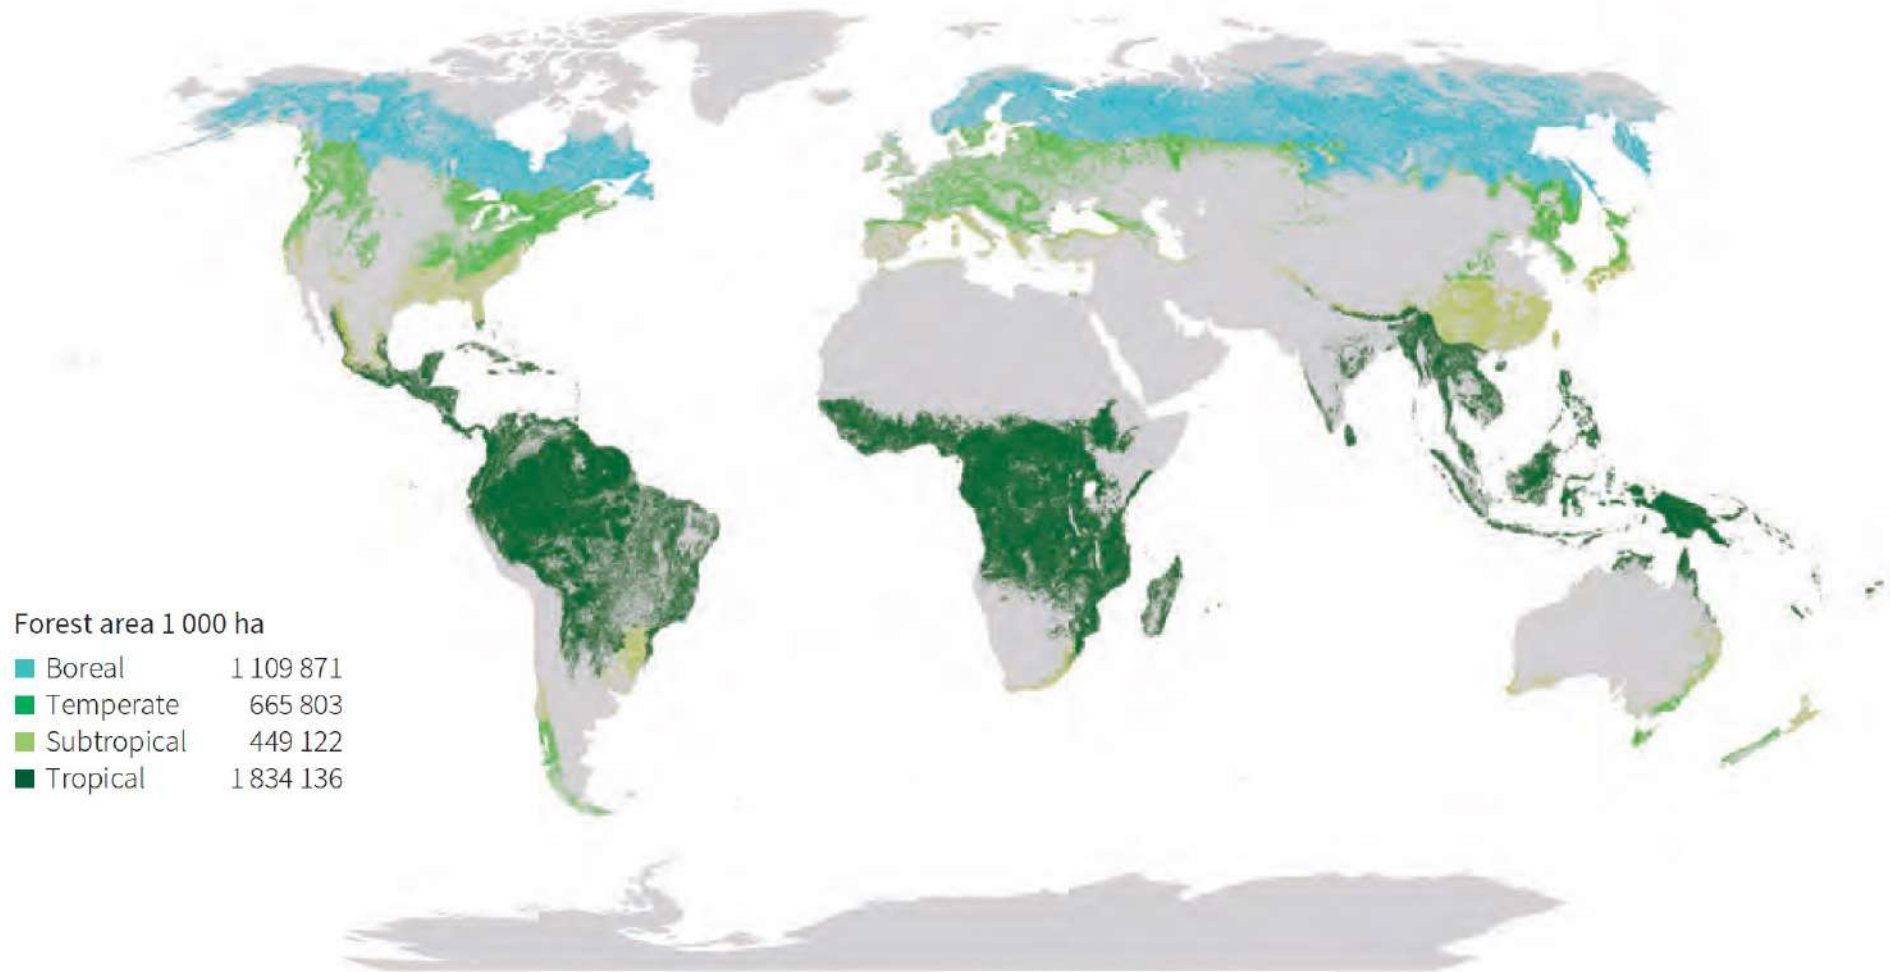 Forest area 1 000 ha
Boreal 1 109 871
Temperate 665 803
Subtropical 449 122
Tropical 1 834 136